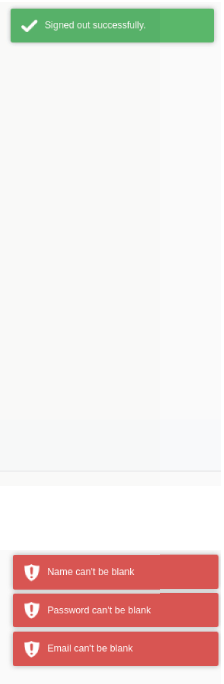 Signed out successfully.
Name can't be blank
Password can't be blank
Email can't be blank